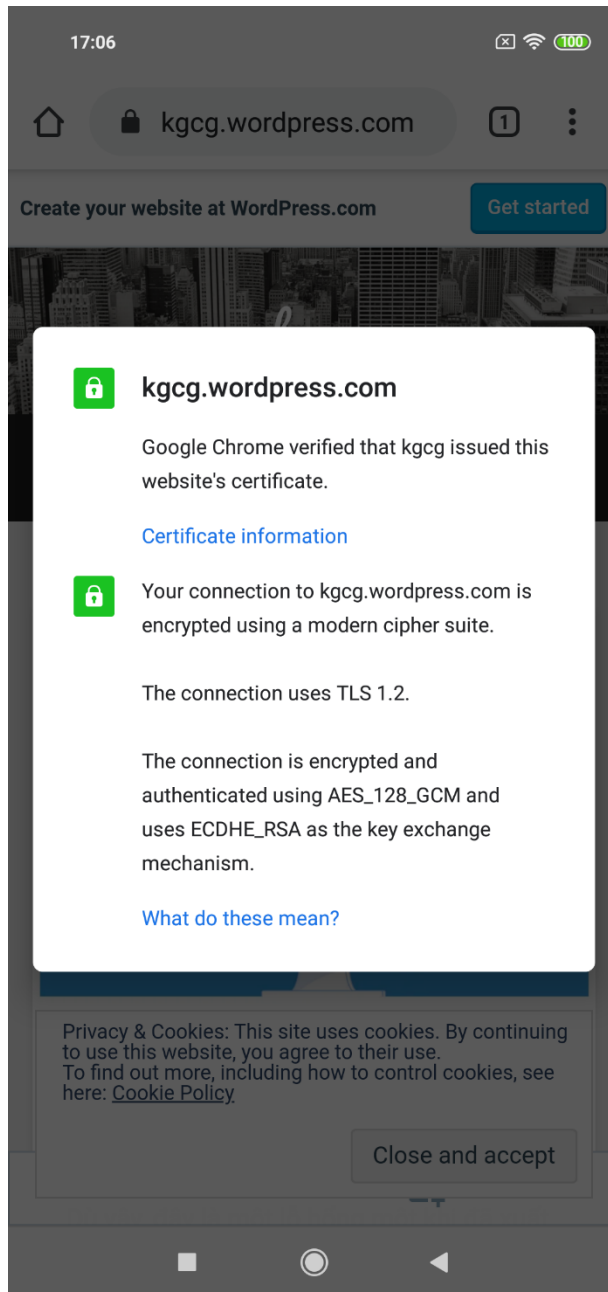 17:06
100
kgcg.wordpress.com
1
Create your website at WordPress.com
Get started
kgcg.wordpress.com
Google Chrome verified that kgcg issued this
website's certificate.
Certificate information
Your connection to kgcg.wordpress.com is
encrypted using a modern cipher suite.
The connection uses TLS 1.2.
The connection is encrypted and
authenticated using AES_128_GCM and
uses ECDHE_RSA as the key exchange
mechanism.
What do these mean?
Privacy & Cookies: This site uses cookies. By continuing
to use this website, you agree to their use.
To find out more, including how to control cookies, see
here: Cookie Policy
Close and accept